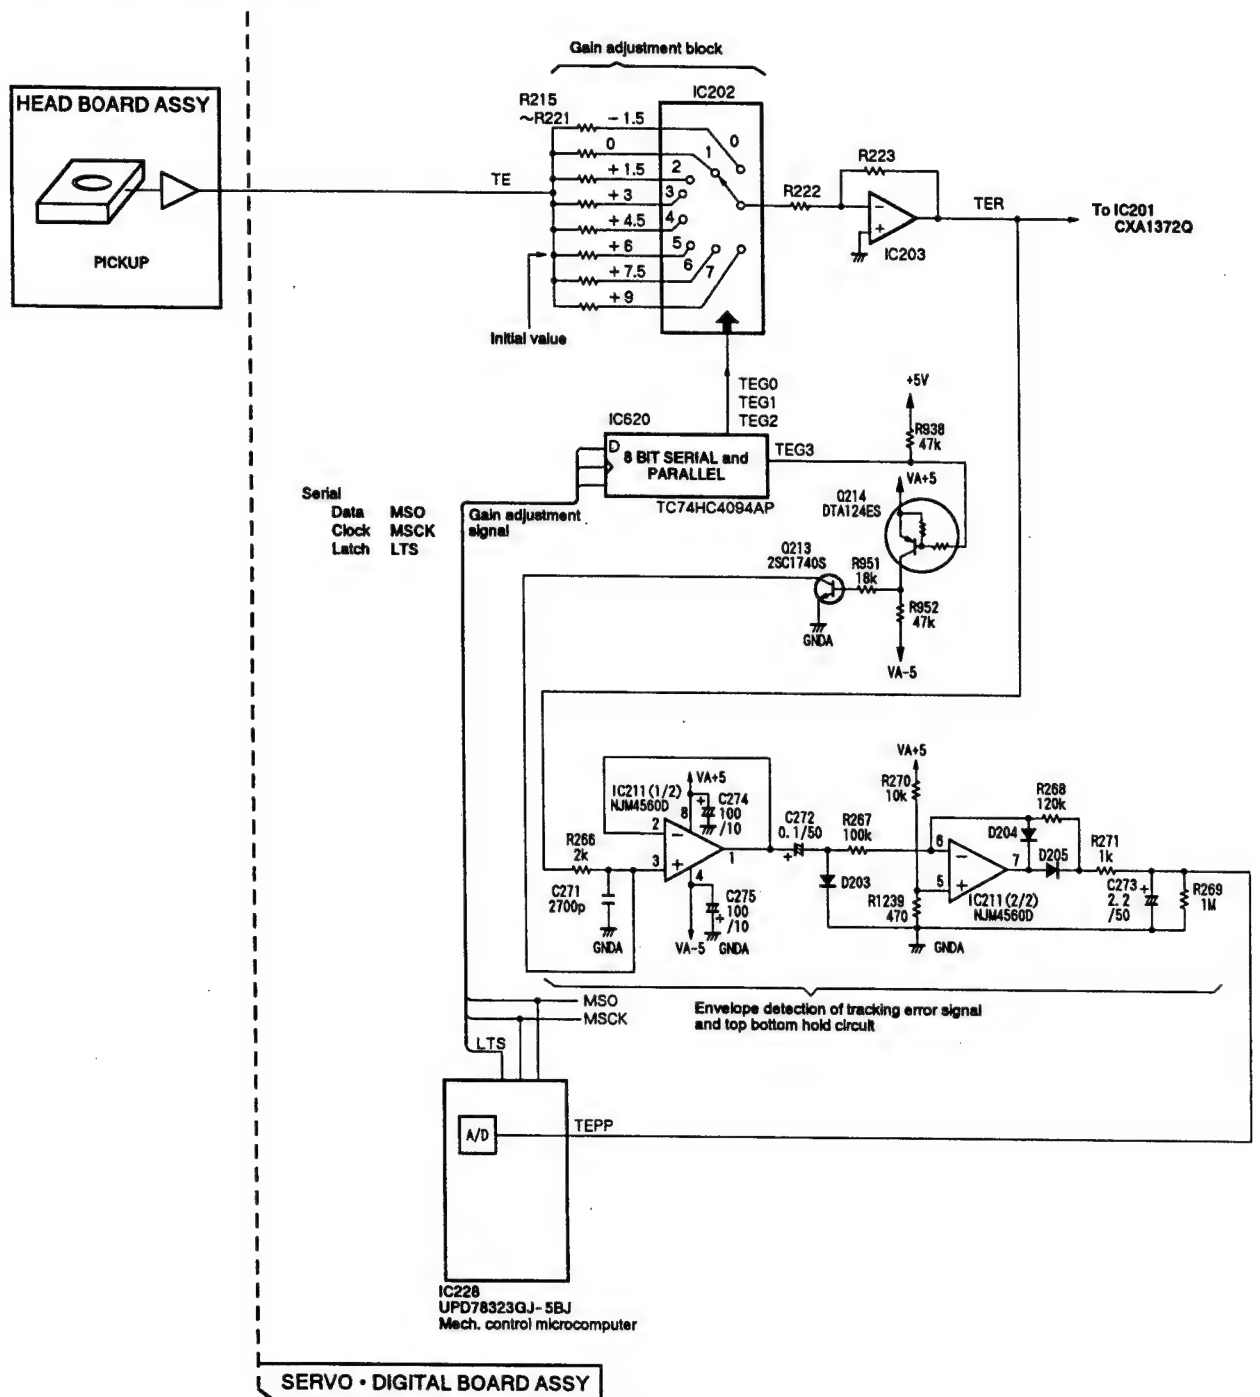 Gain adjustment block
HEAD BOARD ASSY
PICKUP
R215
~R221
IC202
- 1.5
0
+ 1.5
+ 3
+ 4.5
+ 6
+ 7.5
+ 9
0
1
2
3
4
5
6
7
TE
Initial value
R222
R223
IC203
TER
To IC201
CXA1372Q
TEG0
TEG1
TEG2
IC620
D
8 BIT SERIAL and
PARALLEL
TC74HC4094AP
TEG3
+5V
R938
47k
VA+5
Q214
DTA124ES
Serial
Data MSO
Clock MSCK
Latch LTS
Gain adjustment
signal
Q213
2SC1740S
R951
18k
R952
47k
GNDA
VA-5
IC211(1/2)
NJM4560D
VA+5
8
C274
100
/10
2
3
1
4
R266
2k
C271
2700p
GNDA
C275
100
/10
VA-5
GNDA
C272
0.1/50
R267
100k
D203
VA+5
R270
10k
R1239
470
GNDA
6
5
7
IC211(2/2)
NJM4560D
D204
D205
R268
120k
R271
1k
C273
2.2
/50
R269
1M
Envelope detection of tracking error signal
and top bottom hold circuit
MSO
MSCK
LTS
A/D
TEPP
IC228
UPD78323GJ-5BJ
Mech. control microcomputer
SERVO • DIGITAL BOARD ASSY